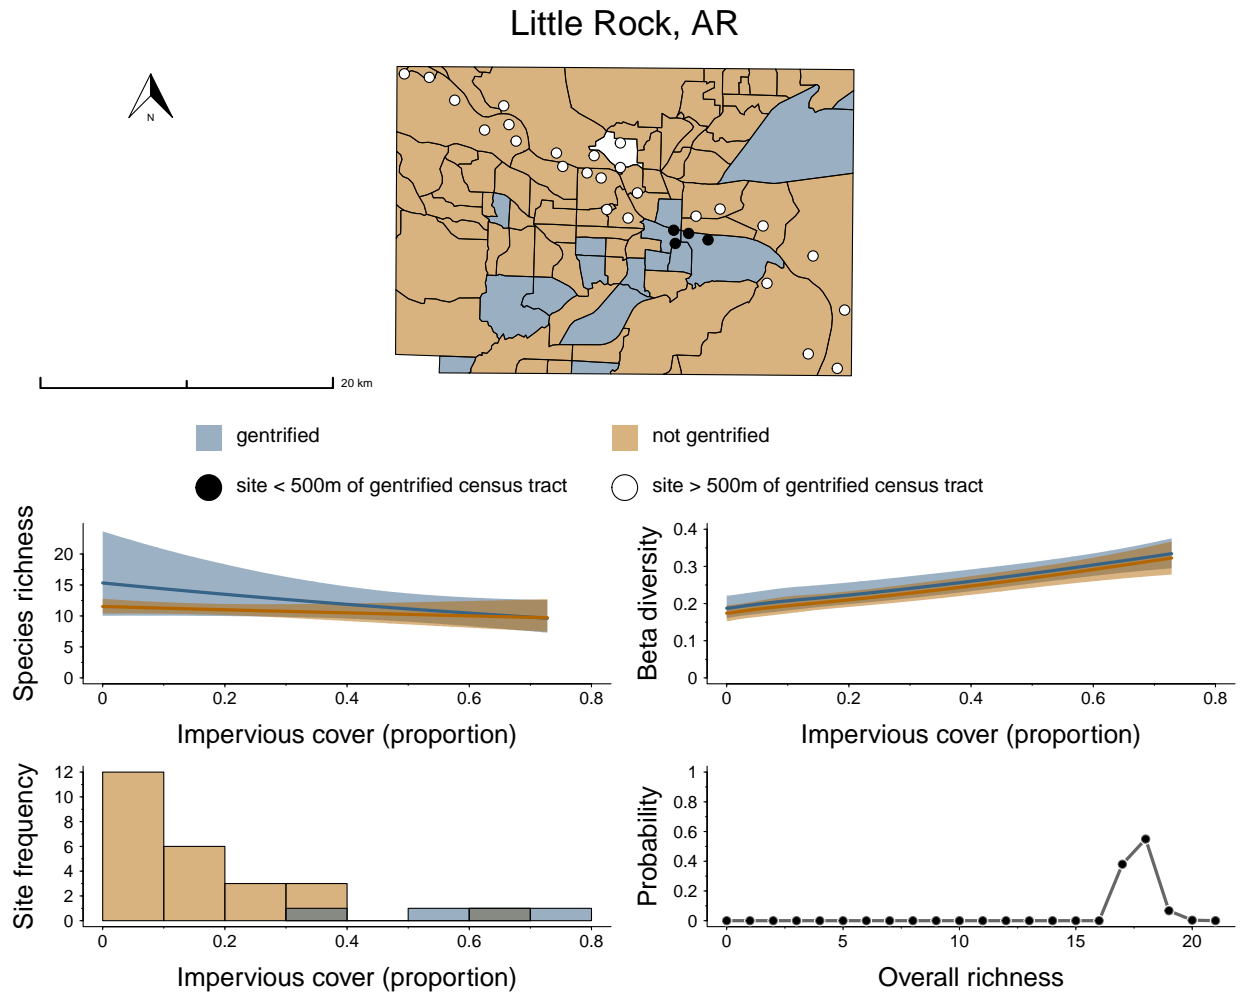 Little Rock, AR
N
20 km
gentrified
not gentrified
site < 500m of gentrified census tract
site > 500m of gentrified census tract
Species richness
20
15
10
5
0
0
0.2
0.4
0.6
0.8
Impervious cover (proportion)
Beta diversity
0.4
0.3
0.2
0.1
0
0
0.2
0.4
0.6
0.8
Impervious cover (proportion)
Site frequency
12
10
8
6
4
2
0
0
0.2
0.4
0.6
0.8
Impervious cover (proportion)
Probability
1
0.8
0.6
0.4
0.2
0
0
5
10
15
20
Overall richness